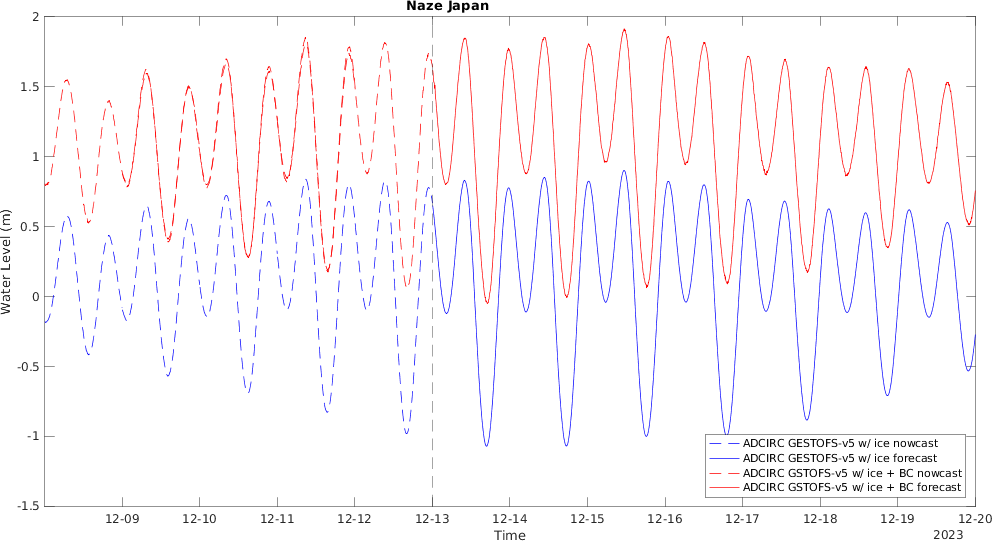 Naze Japan
2
1.5
1
0.5
0
-0.5
-1
-1.5
Water Level (m)
12-09 12-10 12-11 12-12 12-13 12-14 12-15 12-16 12-17 12-18 12-19 12-20
Time
2023
ADCIRC GESTOFS-v5 w/ ice nowcast
ADCIRC GESTOFS-v5 w/ ice forecast
ADCIRC GSTOFS-v5 w/ ice + BC nowcast
ADCIRC GSTOFS-v5 w/ ice + BC forecast